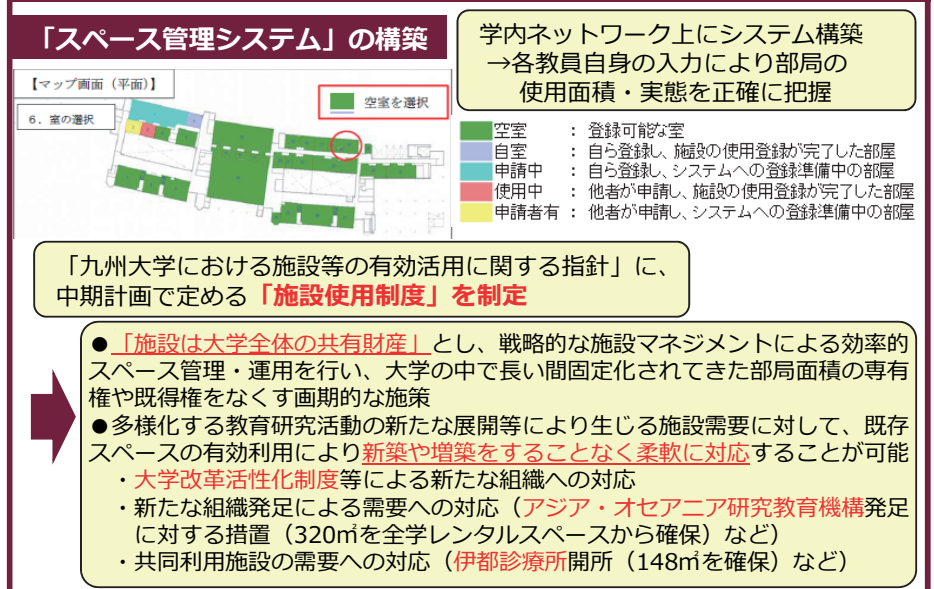 「スペース管理システム」の構築
学内ネットワーク上にシステム構築
→各教員自身の入力により部局の
使用面積・実態を正確に把握
【マップ画面（平面）】
6．室の選択
空室を選択
空室　：　登録可能な室
自室　：　自ら登録し、施設の使用登録が完了した部屋
申請中　：　自ら登録し、システムへの登録準備中の部屋
使用中　：　他者が申請し、施設の使用登録が完了した部屋
申請者有　：　他者が申請し、システムへの登録準備中の部屋
「九州大学における施設等の有効活用に関する指針」に、
中期計画で定める「施設使用制度」を制定
●「施設は大学全体の共有財産」とし、戦略的な施設マネジメントによる効率的
スペース管理・運用を行い、大学の中で長い間固定化されてきた部局面積の専有
権や既得権をなくす画期的な施策
●多様化する教育研究活動の新たな展開等により生じる施設需要に対して、既存
スペースの有効利用により新築や増築をすることなく柔軟に対応することが可能
・大学改革活性化制度等による新たな組織への対応
・新たな組織発足による需要への対応（アジア・オセアニア研究教育機構発足
に対する措置（320㎡を全学レンタルスペースから確保）など）
・共同利用施設の需要への対応（伊都診療所開所（148㎡を確保）など）